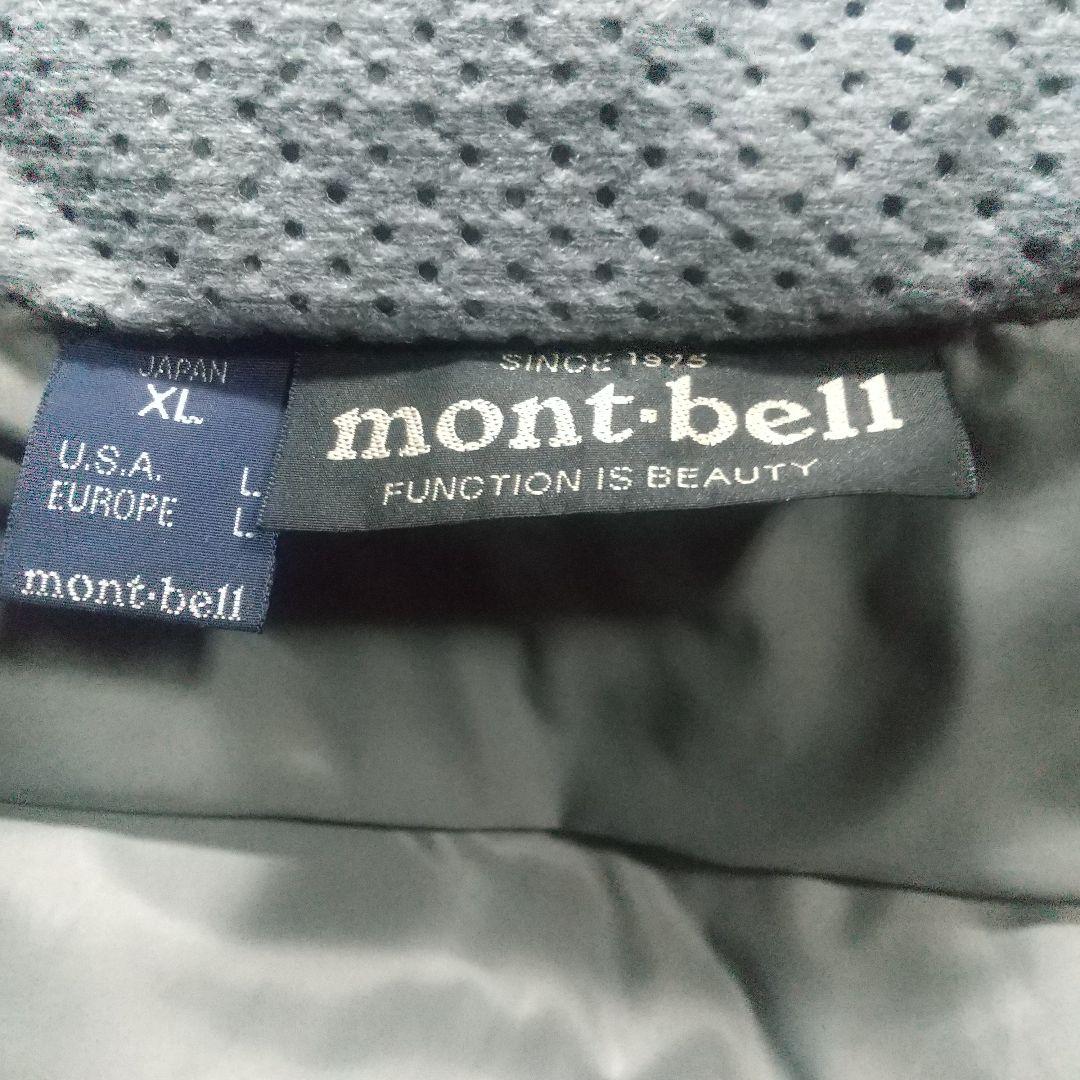 JAPAN
XL
U.S.A. L
EUROPE L
mont·bell
SINCE 1975
mont·bell
FUNCTION IS BEAUTY